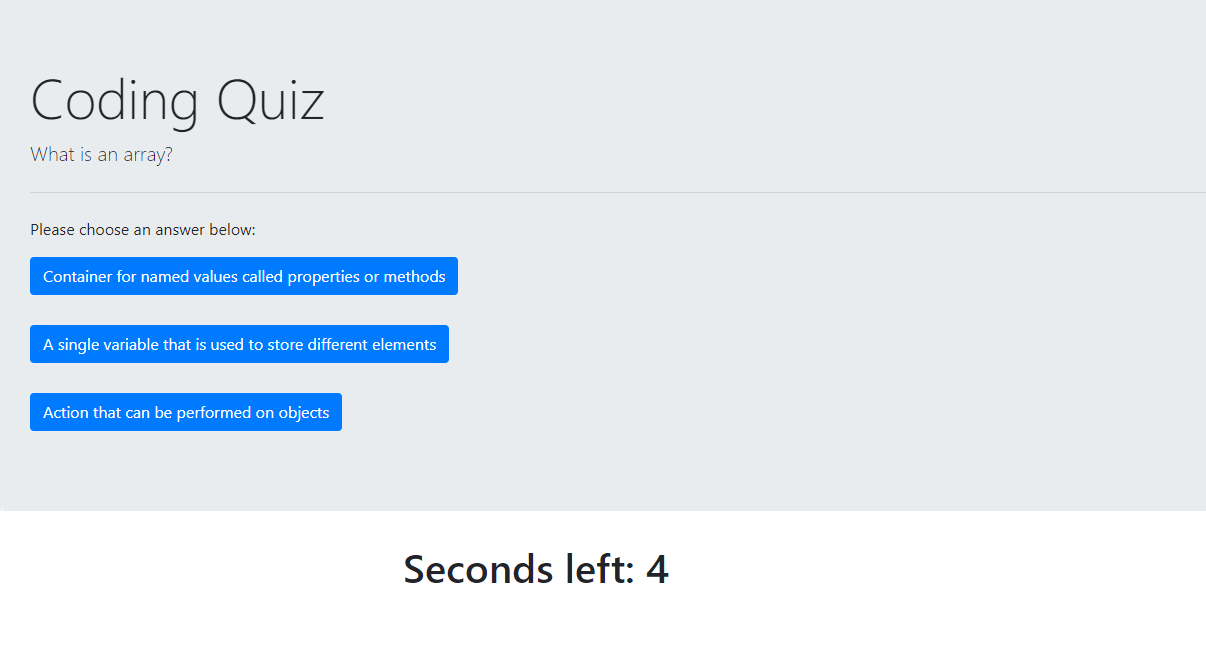 Coding Quiz
What is an array?
Please choose an answer below:
Container for named values called properties or methods
A single variable that is used to store different elements
Action that can be performed on objects
Seconds left: 4